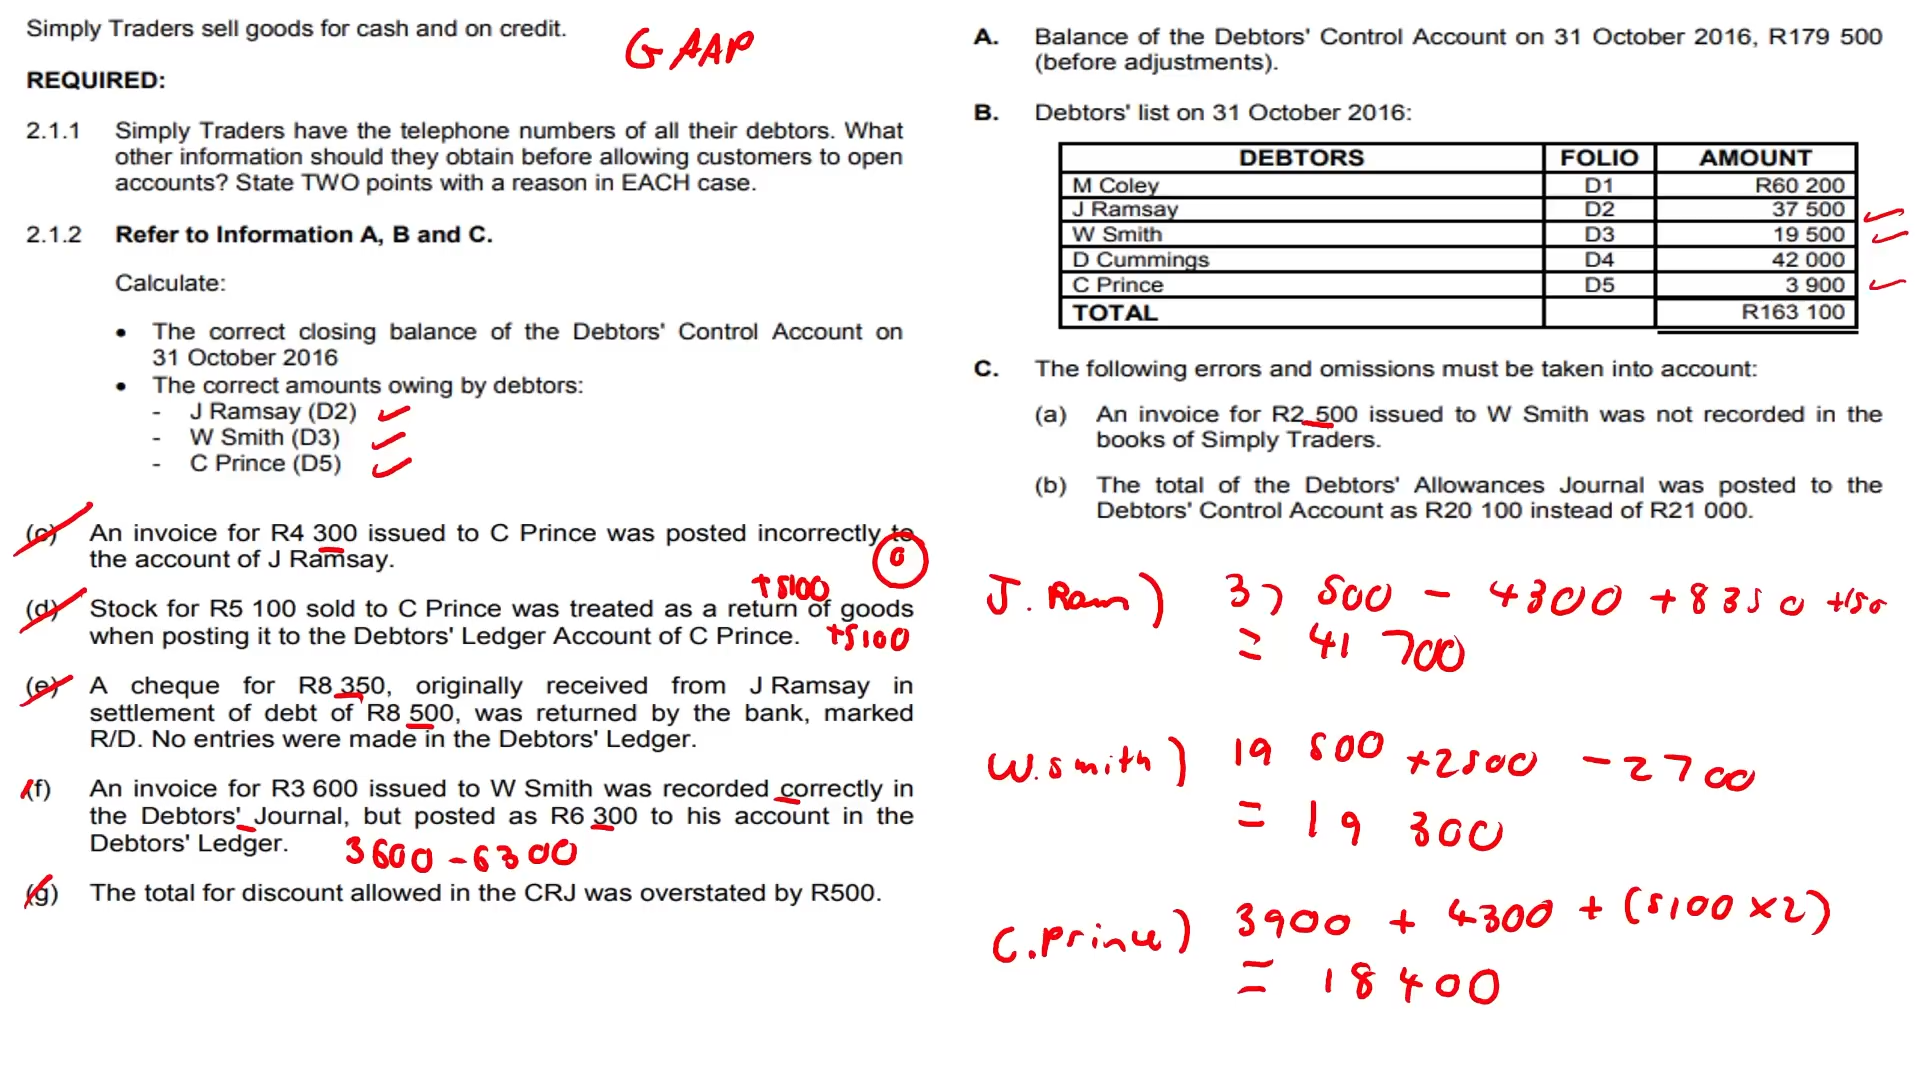 Simply Traders sell goods for cash and on credit.
GAAP
REQUIRED:
2.1.1 Simply Traders have the telephone numbers of all their debtors. What
other information should they obtain before allowing customers to open
accounts? State TWO points with a reason in EACH case.
2.1.2 Refer to Information A, B and C.
Calculate:
• The correct closing balance of the Debtors' Control Account on
31 October 2016
• The correct amounts owing by debtors:
- J Ramsay (D2)
- W Smith (D3)
- C Prince (D5)
(c) An invoice for R4 300 issued to C Prince was posted incorrectly to
the account of J Ramsay.
0
+5100
(d) Stock for R5 100 sold to C Prince was treated as a return of goods
when posting it to the Debtors' Ledger Account of C Prince.
+5100
(e) A cheque for R8 350, originally received from J Ramsay in
settlement of debt of R8 500, was returned by the bank, marked
R/D. No entries were made in the Debtors' Ledger.
(f) An invoice for R3 600 issued to W Smith was recorded correctly in
the Debtors' Journal, but posted as R6 300 to his account in the
Debtors' Ledger.
3600 - 6300
(g) The total for discount allowed in the CRJ was overstated by R500.
A. Balance of the Debtors' Control Account on 31 October 2016, R179 500
(before adjustments).
B. Debtors' list on 31 October 2016:
DEBTORS FOLIO AMOUNT
M Coley D1 R60 200
J Ramsay D2 37 500
W Smith D3 19 500
D Cummings D4 42 000
C Prince D5 3 900
TOTAL R163 100
C. The following errors and omissions must be taken into account:
(a) An invoice for R2 500 issued to W Smith was not recorded in the
books of Simply Traders.
(b) The total of the Debtors' Allowances Journal was posted to the
Debtors' Control Account as R20 100 instead of R21 000.
J. Ram) 37 500 - 4300 + 8350 +150
= 41 700
W. Smith) 19 500 +2500 - 2700
= 19 300
C. Prince) 3900 + 4300 + (5100 x2)
= 18 400